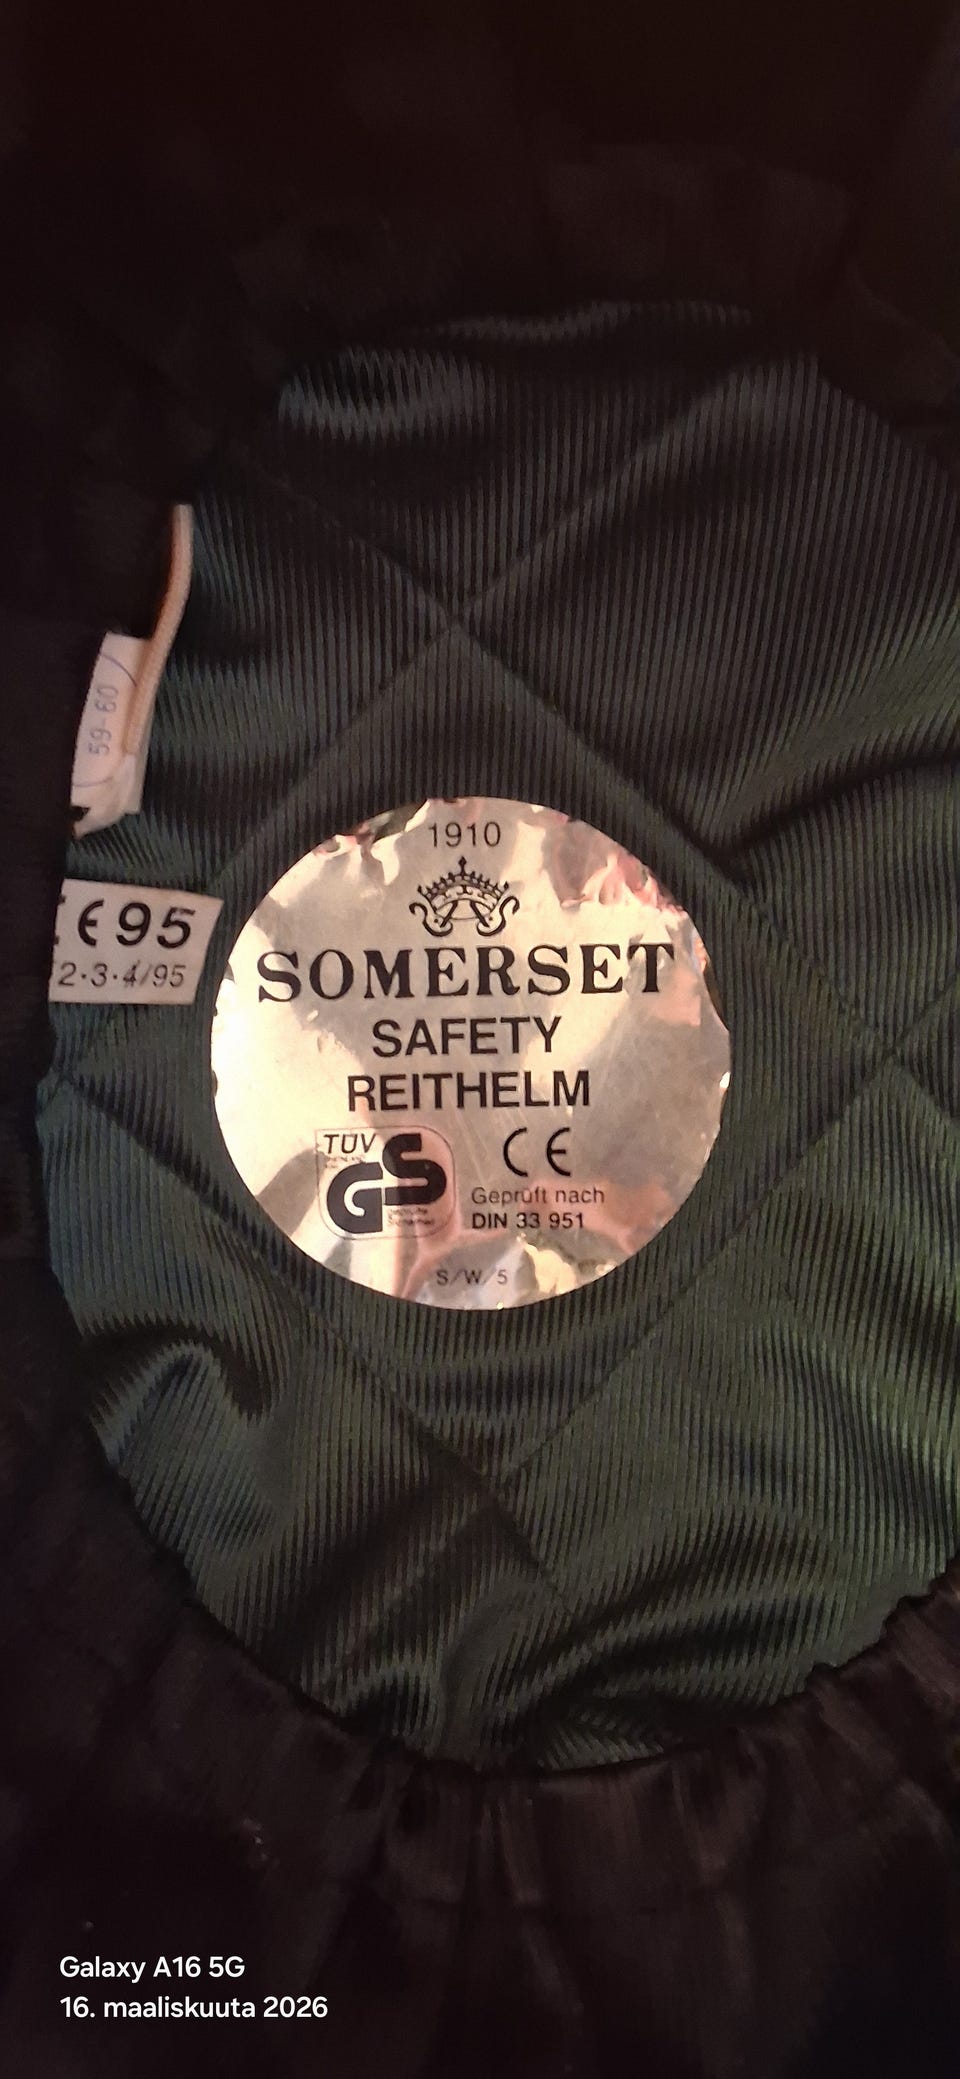 59-60
CE 95
2·3·4/95
1910
SOMERSET
SAFETY
REITHELM
TÜV
GS
CE
Geprüft nach
DIN 33 951
S/W/5
Galaxy A16 5G
16. maaliskuuta 2026